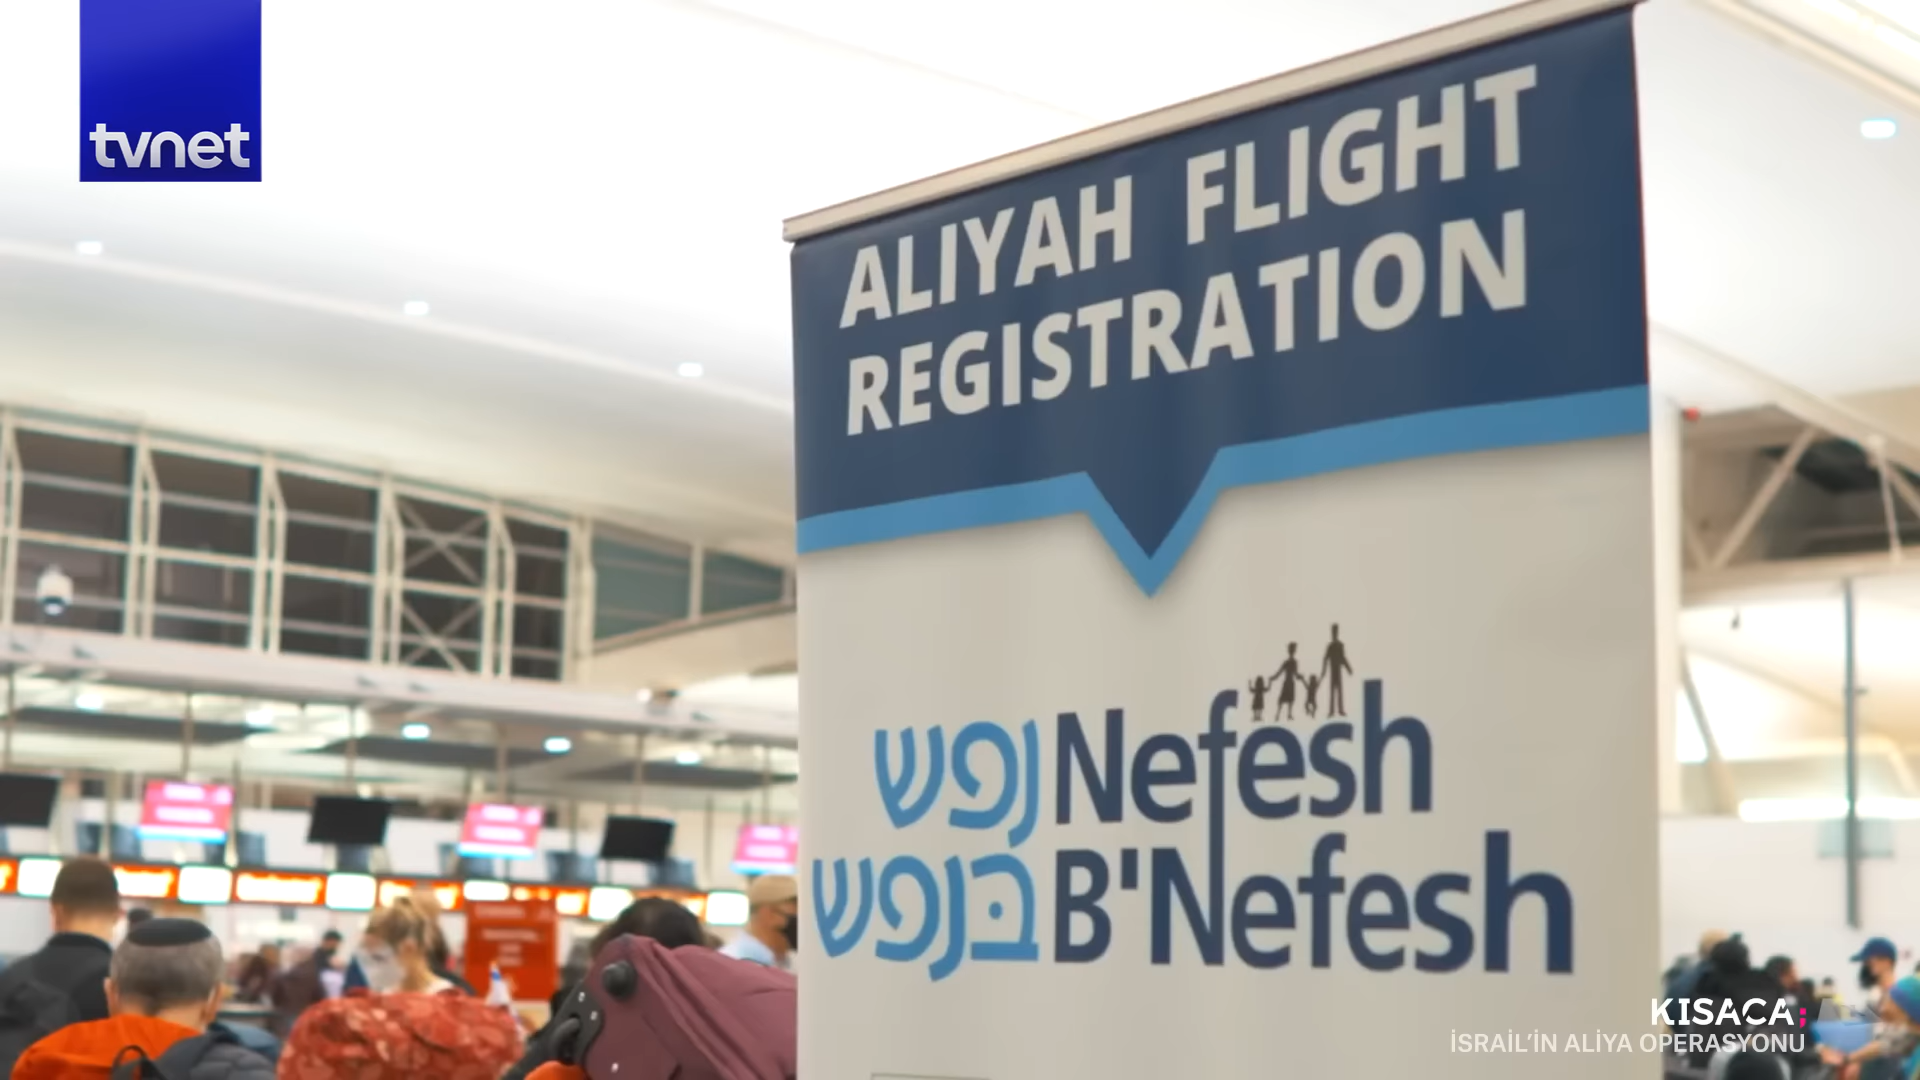 tvnet
ALIYAH FLIGHT
REGISTRATION
נפש Nefesh
בנפש B'Nefesh
KISACA;
İSRAİL'İN ALİYA OPERASYONU